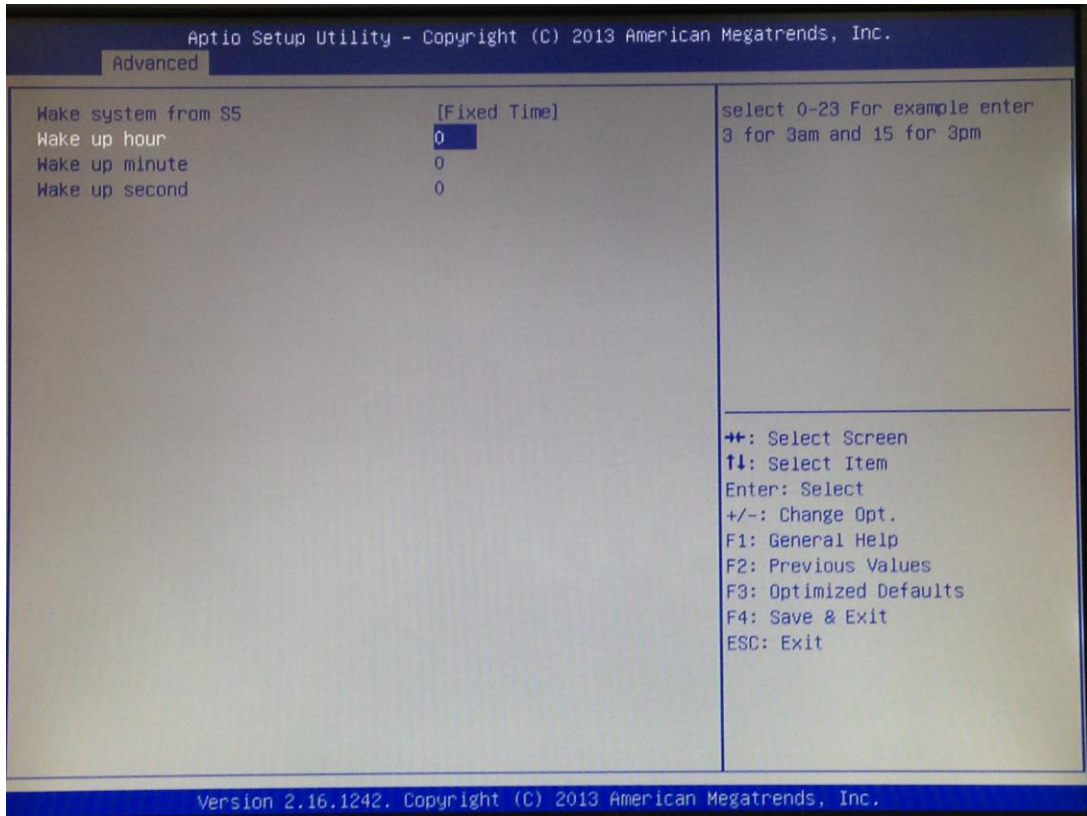 Aptio Setup Utility – Copyright (C) 2013 American Megatrends, Inc.
Advanced
Wake system from S5 [Fixed Time]
Wake up hour 0
Wake up minute 0
Wake up second 0
select 0-23 For example enter
3 for 3am and 15 for 3pm
→←: Select Screen
↑↓: Select Item
Enter: Select
+/-: Change Opt.
F1: General Help
F2: Previous Values
F3: Optimized Defaults
F4: Save & Exit
ESC: Exit
Version 2.16.1242. Copyright (C) 2013 American Megatrends, Inc.